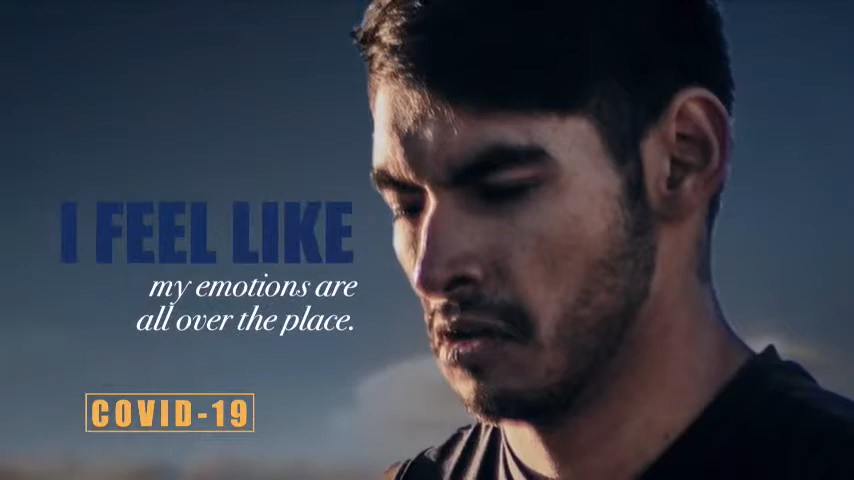 I FEEL LIKE
my emotions are
all over the place.
COVID-19